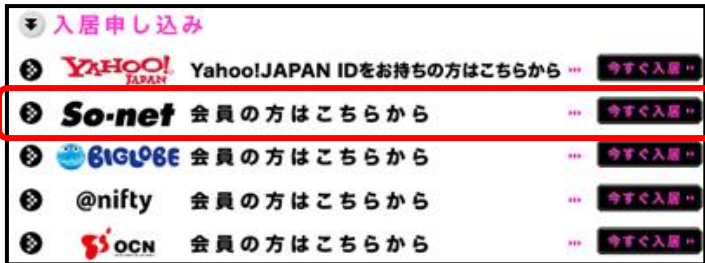 入居申し込み
YAHOO! JAPAN Yahoo!JAPAN IDをお持ちの方はこちらから 今すぐ入居
So-net 会員の方はこちらから 今すぐ入居
BIGLOBE 会員の方はこちらから 今すぐ入居
@nifty 会員の方はこちらから 今すぐ入居
OCN 会員の方はこちらから 今すぐ入居